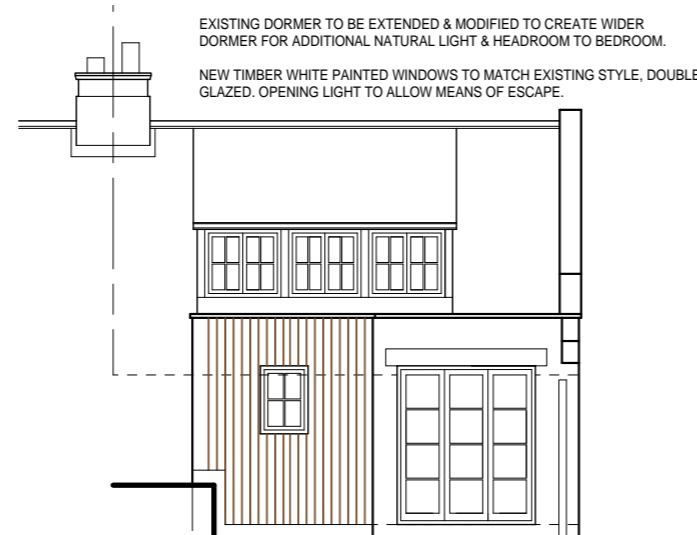 EXISTING DORMER TO BE EXTENDED & MODIFIED TO CREATE WIDER
DORMER FOR ADDITIONAL NATURAL LIGHT & HEADROOM TO BEDROOM.
NEW TIMBER WHITE PAINTED WINDOWS TO MATCH EXISTING STYLE, DOUBLE
GLAZED. OPENING LIGHT TO ALLOW MEANS OF ESCAPE.